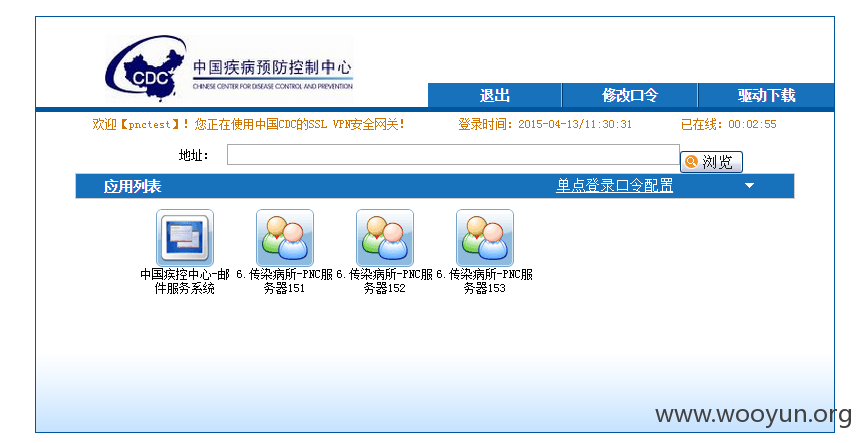 CDC
中国疾病预防控制中心
CHINESE CENTER FOR DISEASE CONTROL AND PREVENTION
退出 修改口令 驱动下载
欢迎【pnctest】！您正在使用中国CDC的SSL VPN安全网关！ 登录时间：2015-04-13/11:30:31 已在线：00:02:55
地址： 浏览
应用列表 单点登录口令配置
中国疾控中心-邮件服务系统
6.传染病所-PNC服务器151
6.传染病所-PNC服务器152
6.传染病所-PNC服务器153
www.wooyun.org